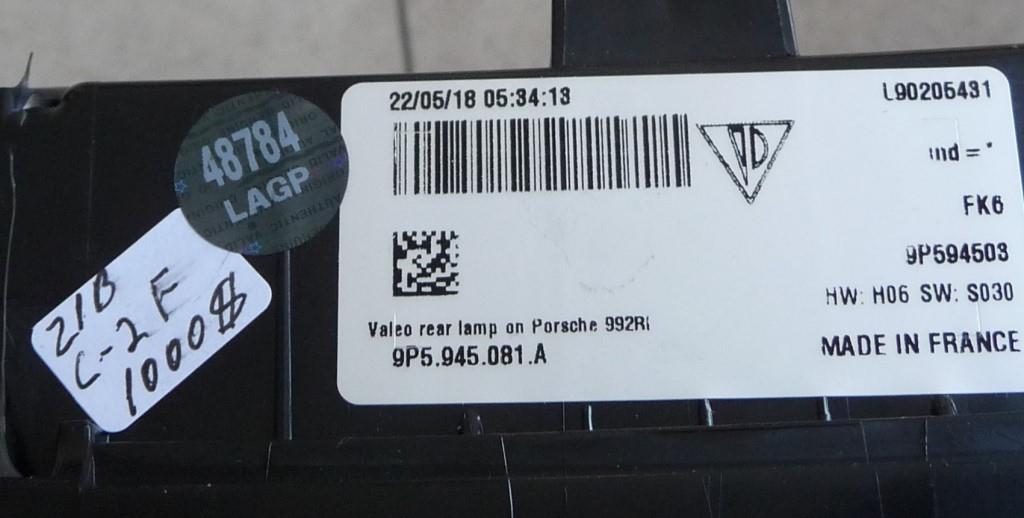 22/05/18 05:34:13
L90205431
ind = *
FK6
9P594503
HW: H06 SW: S030
MADE IN FRANCE
Valeo rear lamp on Porsche 992RI
9P5.945.081.A
48784
LAGP
21B
C-2F
1000$